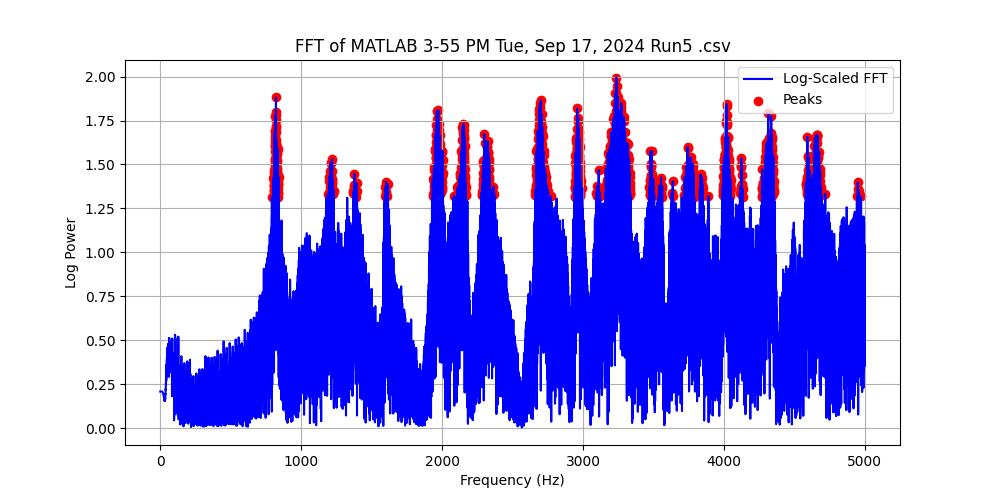 FFT of MATLAB 3-55 PM Tue, Sep 17, 2024 Run5 .csv
Log-Scaled FFT
Peaks
2.00
1.75
1.50
1.25
1.00
0.75
0.50
0.25
0.00
Log Power
0 1000 2000 3000 4000 5000
Frequency (Hz)